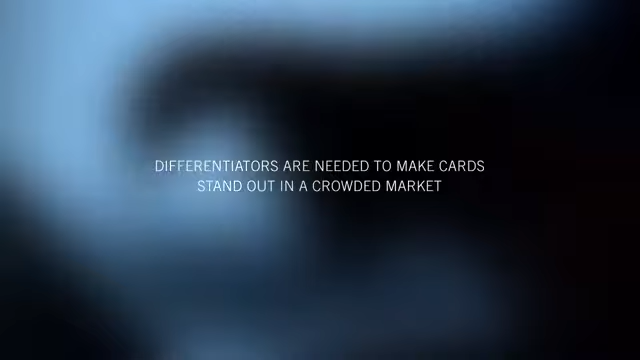 DIFFERENTIATORS ARE NEEDED TO MAKE CARDS
STAND OUT IN A CROWDED MARKET